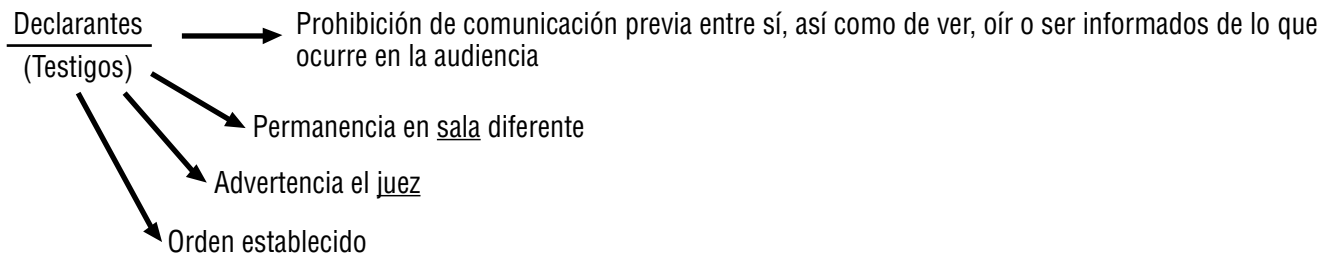 Declarantes
(Testigos)
Prohibición de comunicación previa entre sí, así como de ver, oír o ser informados de lo que
ocurre en la audiencia
Permanencia en sala diferente
Advertencia el juez
Orden establecido